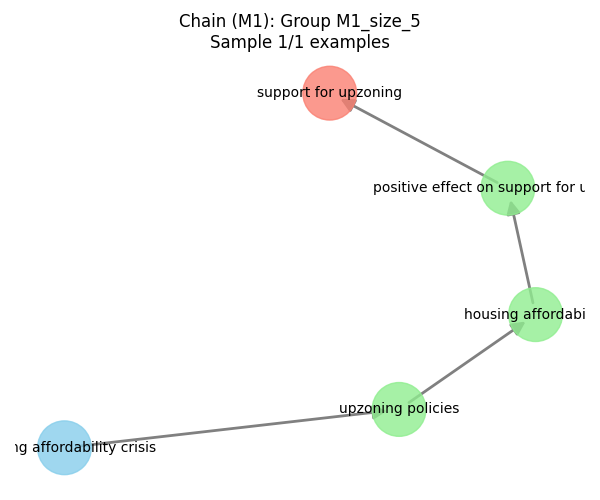 Chain (M1): Group M1_size_5
Sample 1/1 examples
support for upzoning
positive effect on support for u
housing affordabi
upzoning policies
ng affordability crisis